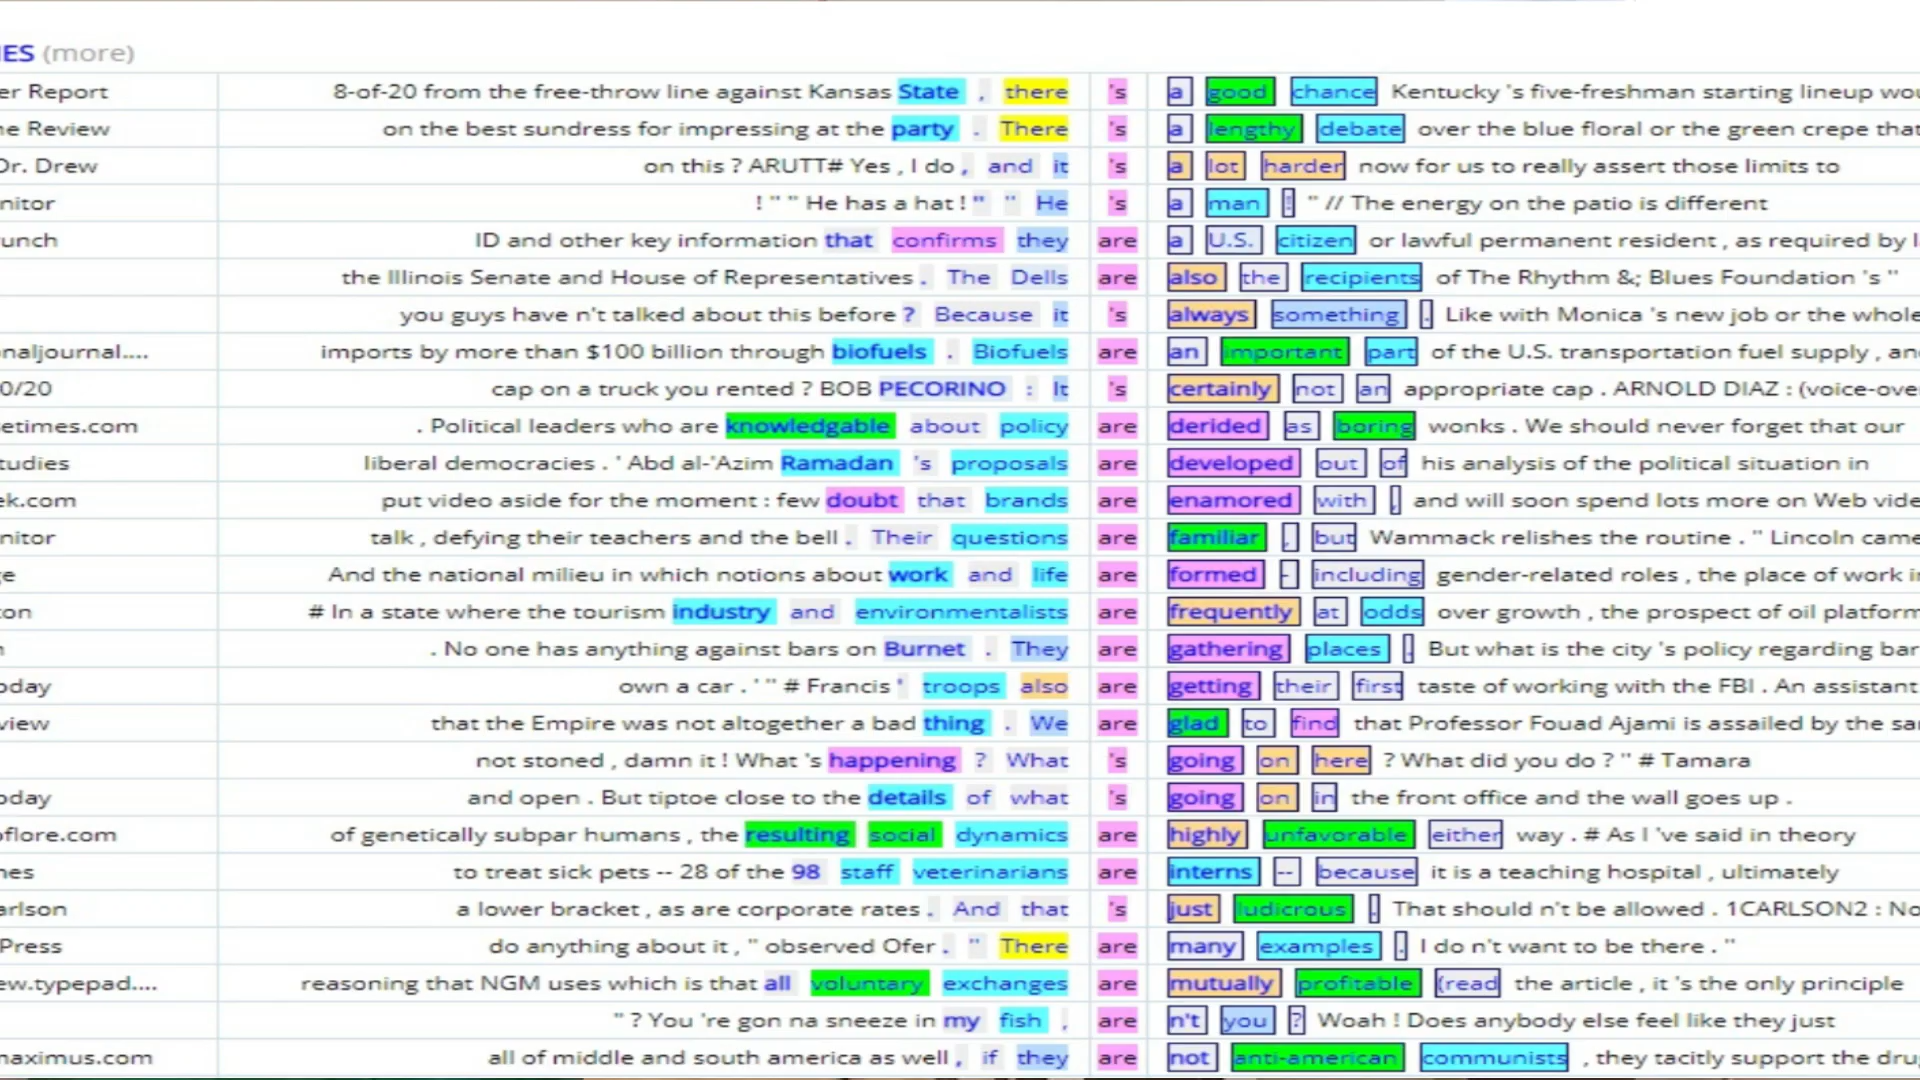 IES (more)
er Report 8-of-20 from the free-throw line against Kansas State , there 's a good chance Kentucky 's five-freshman starting lineup wou
ne Review on the best sundress for impressing at the party . There 's a lengthy debate over the blue floral or the green crepe that
Dr. Drew on this ? ARUTT# Yes , I do , and it 's a lot harder now for us to really assert those limits to
nitor ! " " He has a hat ! " " He 's a man ! " // The energy on the patio is different
unch ID and other key information that confirms they are a U.S. citizen or lawful permanent resident , as required by l
the Illinois Senate and House of Representatives . The Dells are also the recipients of The Rhythm &; Blues Foundation 's "
you guys have n't talked about this before ? Because it 's always something . Like with Monica 's new job or the whole
naljournal.... imports by more than $100 billion through biofuels . Biofuels are an important part of the U.S. transportation fuel supply , an
0/20 cap on a truck you rented ? BOB PECORINO : It 's certainly not an appropriate cap . ARNOLD DIAZ : (voice-over
etimes.com . Political leaders who are knowledgable about policy are derided as boring wonks . We should never forget that our
tudies liberal democracies . ' Abd al-'Azim Ramadan 's proposals are developed out of his analysis of the political situation in
ek.com put video aside for the moment : few doubt that brands are enamored with , and will soon spend lots more on Web vide
nitor talk , defying their teachers and the bell . Their questions are familiar , but Wammack relishes the routine . " Lincoln came
ge And the national milieu in which notions about work and life are formed - including gender-related roles , the place of work i
ton # In a state where the tourism industry and environmentalists are frequently at odds over growth , the prospect of oil platform
. No one has anything against bars on Burnet . They are gathering places . But what is the city 's policy regarding bar
oday own a car . ' " # Francis ' troops also are getting their first taste of working with the FBI . An assistant
view that the Empire was not altogether a bad thing . We are glad to find that Professor Fouad Ajami is assailed by the sa
not stoned , damn it ! What 's happening ? What 's going on here ? What did you do ? " # Tamara
oday and open . But tiptoe close to the details of what 's going on in the front office and the wall goes up .
oflore.com of genetically subpar humans , the resulting social dynamics are highly unfavorable either way . # As I 've said in theory
nes to treat sick pets -- 28 of the 98 staff veterinarians are interns -- because it is a teaching hospital , ultimately
arlson a lower bracket , as are corporate rates . And that 's just ludicrous . That should n't be allowed . 1CARLSON2 : No
Press do anything about it , " observed Ofer . " There are many examples . I do n't want to be there . "
ew.typepad.... reasoning that NGM uses which is that all voluntary exchanges are mutually profitable (read the article , it 's the only principle
" ? You 're gon na sneeze in my fish , are n't you ? Woah ! Does anybody else feel like they just
maximus.com all of middle and south america as well , if they are not anti-american communists , they tacitly support the dru